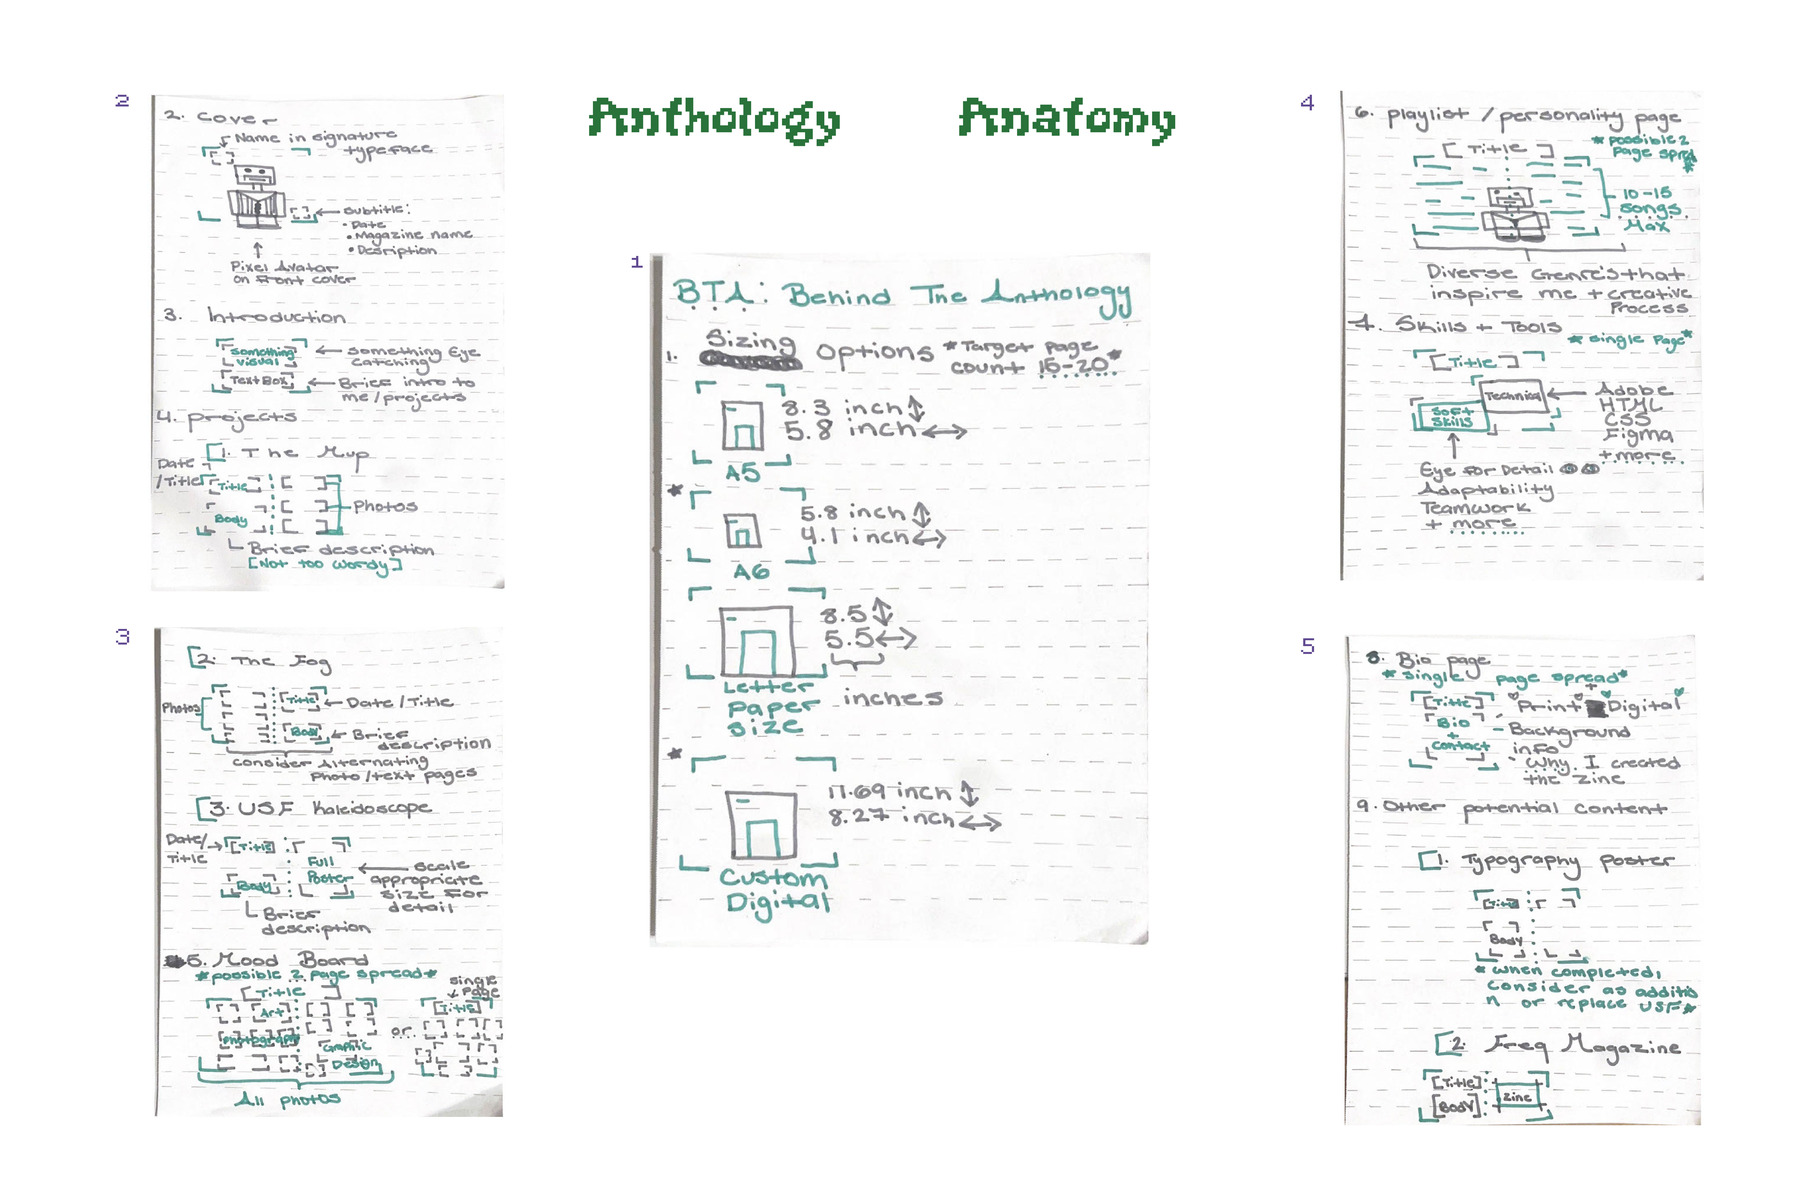 Anthology Anatomy
1
BTA: Behind The Anthology
1. Sizing Options *Target page
count 15-20*
8.3 inch
5.8 inch
A5
5.8 inch
4.1 inch
A6
8.5
5.5
inches
Letter
paper
size
11.69 inch
8.27 inch
Custom
Digital
2
2. Cover
Name in signature
typeface
Subtitle:
• Date
• Magazine name
• Desription
Pixel Avatar
on Front cover
3. Introduction
Something
visual
Something Eye
Catching
Text Box
Brief intro to
me/projects
4. projects
1. The Mup
Date
/Title
Title
Body
Photos
Brief description
[Not too wordy]
3
2. The Fog
Photos
Title
Date/Title
Body
Brief
description
consider Alternating
Photo/text pages
3. USF Kaleidoscope
Date/
Title
[Title]
Full
Poster
Body
Scale
appropriate
size for
detail
Brief
description
5. Mood Board
*possible 2 page spread*
[Title]
Art
photography
Graphic
Design
All photos
or
single
page
[Title]
4
6. playlist / personality page
*possible 2
page sprd
*
[Title]
10-15
songs
Max
Diverse Genre's that
inspire me + creative
Process
7. Skills + Tools
*single Page*
[Title]
Technical
Soft
Skills
Adobe
HTML
CSS
Figma
+ more
Eye for Detail
Adaptability
Teamwork
+ more
5
8. Bio page
*single page spread*
[Title]
Bio
+
contact
Print + Digital
- Background
info
- Why I created
the zine
9. Other potential content
1. Typography poster
[Title]
Body
* when completed,
consider as additio
n or replace USF*
2. Freq Magazine
[Title]
[BODY]
zine